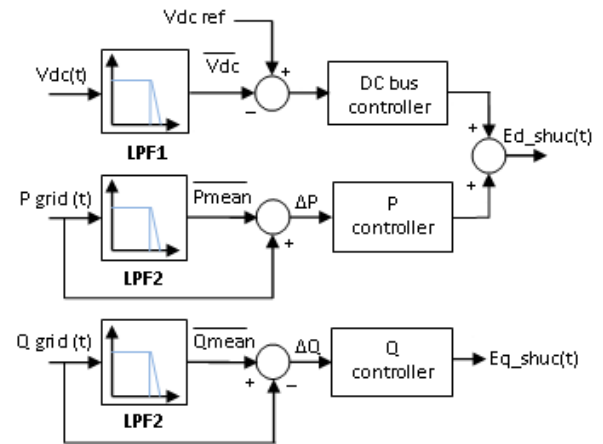 Vdc ref
Vdc(t)
Vdc
+
−
DC bus
controller
LPF1
+
Ed_shuc(t)
+
P grid (t)
Pmean
ΔP
P
controller
−
+
LPF2
Q grid (t)
Qmean
ΔQ
Q
controller
Eq_shuc(t)
+
−
LPF2